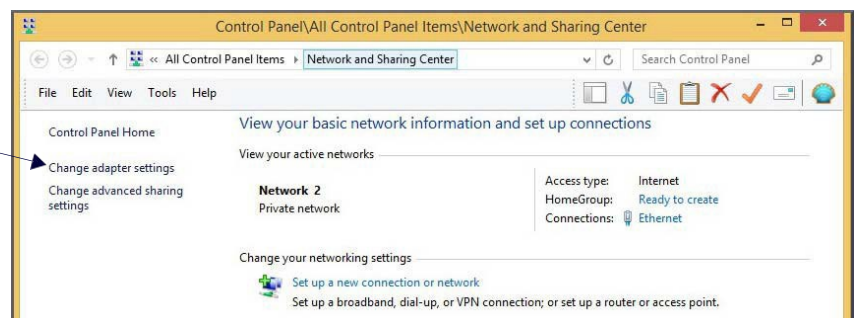 Control Panel\All Control Panel Items\Network and Sharing Center
« All Control Panel Items ▸ Network and Sharing Center
Search Control Panel
File Edit View Tools Help
Control Panel Home
Change adapter settings
Change advanced sharing
settings
View your basic network information and set up connections
View your active networks
Network 2
Private network
Access type: Internet
HomeGroup: Ready to create
Connections: Ethernet
Change your networking settings
Set up a new connection or network
Set up a broadband, dial-up, or VPN connection; or set up a router or access point.